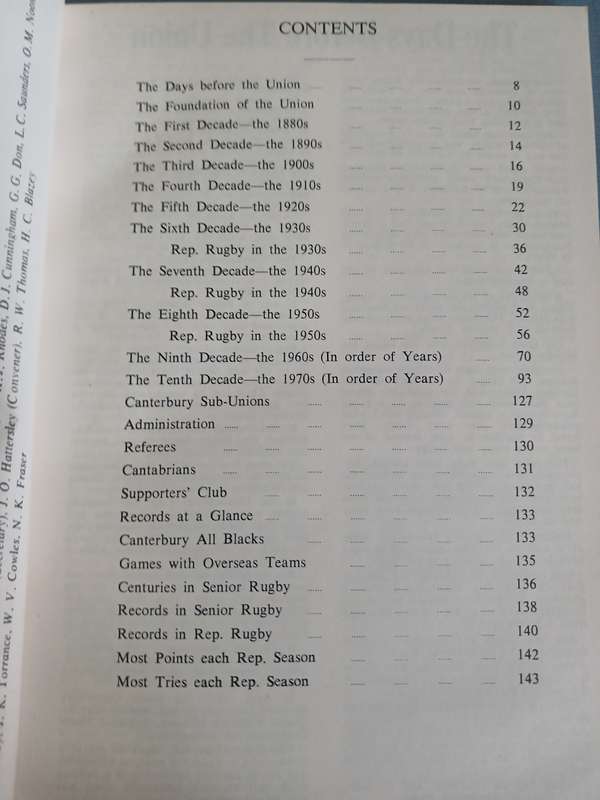 CONTENTS
The Days before the Union 8
The Foundation of the Union 10
The First Decade—the 1880s 12
The Second Decade—the 1890s 14
The Third Decade—the 1900s 16
The Fourth Decade—the 1910s 19
The Fifth Decade—the 1920s 22
The Sixth Decade—the 1930s 30
Rep. Rugby in the 1930s 36
The Seventh Decade—the 1940s 42
Rep. Rugby in the 1940s 48
The Eighth Decade—the 1950s 52
Rep. Rugby in the 1950s 56
The Ninth Decade—the 1960s (In order of Years) 70
The Tenth Decade—the 1970s (In order of Years) 93
Canterbury Sub-Unions 127
Administration 129
Referees 130
Cantabrians 131
Supporters' Club 132
Records at a Glance 133
Canterbury All Blacks 133
Games with Overseas Teams 135
Centuries in Senior Rugby 136
Records in Senior Rugby 138
Records in Rep. Rugby 140
Most Points each Rep. Season 142
Most Tries each Rep. Season 143
Rhodes, D. J. Cunningham, G. G. Don, L. C. Saunders, O. M.
J. O. Hattersley (Convener), R. W. Thomas, H. C. Blazey
K. Torrance, W. V. Cowles, N. K. Fraser